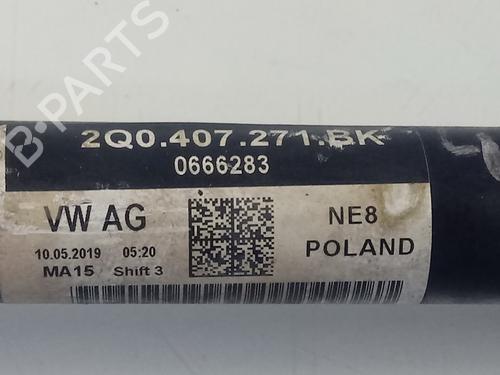 2Q0.407.271.BK
0666283
VW AG
NE8
10.05.2019 05:20
POLAND
MA15 Shift 3
B-PARTS